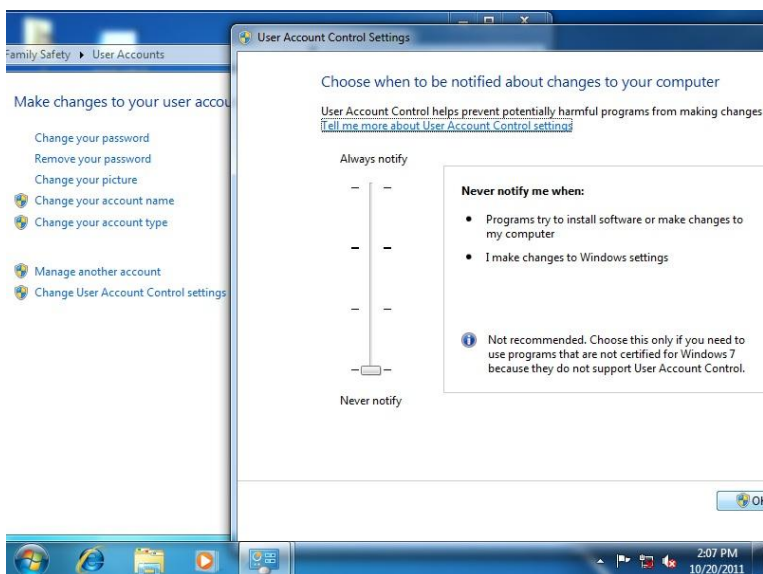 User Account Control Settings
Family Safety ▸ User Accounts
Make changes to your user accou
Change your password
Remove your password
Change your picture
Change your account name
Change your account type
Manage another account
Change User Account Control settings
Choose when to be notified about changes to your computer
User Account Control helps prevent potentially harmful programs from making changes
Tell me more about User Account Control settings
Always notify
Never notify me when:
• Programs try to install software or make changes to
my computer
• I make changes to Windows settings
Not recommended. Choose this only if you need to
use programs that are not certified for Windows 7
because they do not support User Account Control.
Never notify
OK
2:07 PM
10/20/2011